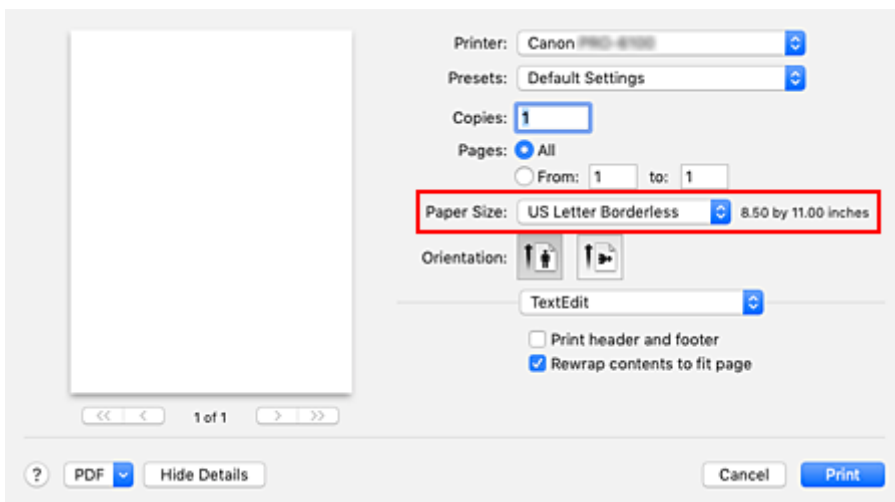 Printer: Canon
Presets: Default Settings
Copies: 1
Pages: All
From: 1 to: 1
Paper Size: US Letter Borderless 8.50 by 11.00 inches
Orientation:
TextEdit
Print header and footer
Rewrap contents to fit page
1 of 1
? PDF Hide Details Cancel Print